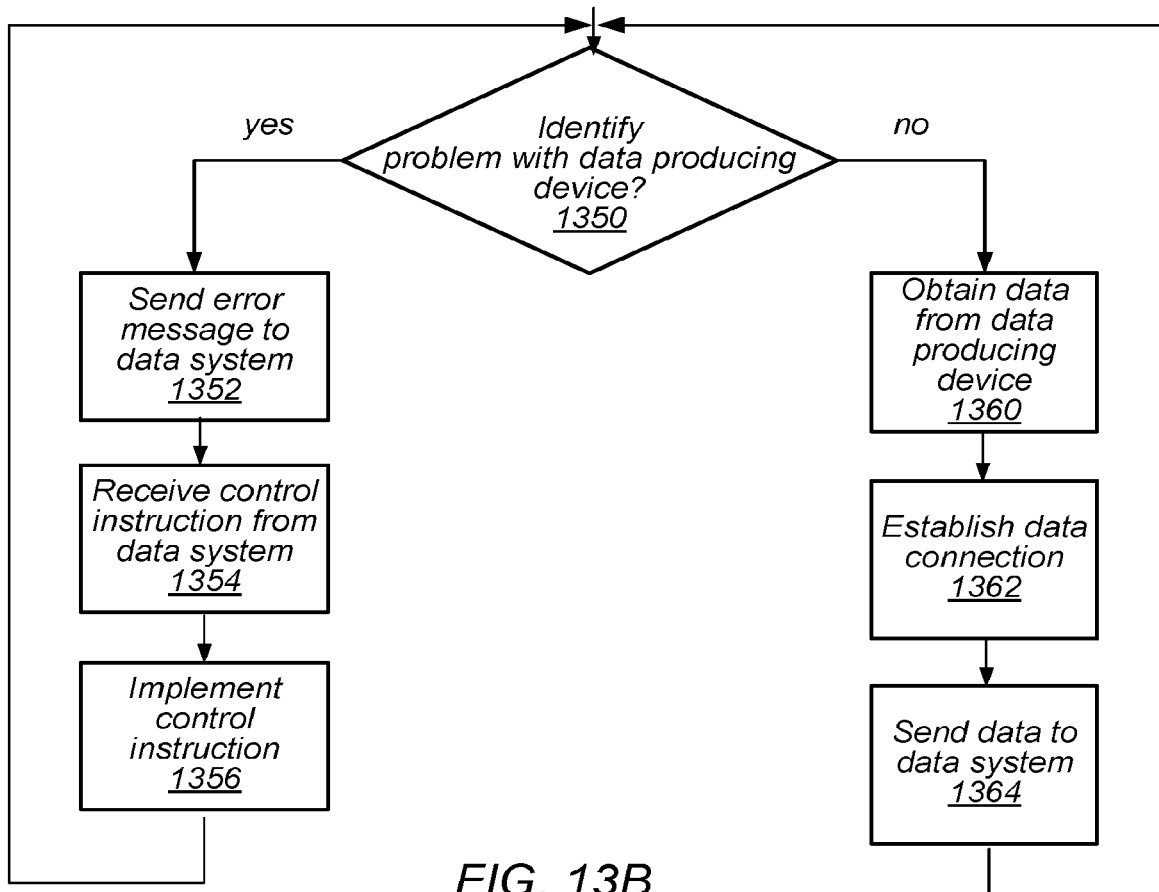 yes
Identify
problem with data producing
device?
1350
no
Send error
message to
data system
1352
Receive control
instruction from
data system
1354
Implement
control
instruction
1356
Obtain data
from data
producing
device
1360
Establish data
connection
1362
Send data to
data system
1364
FIG. 13B